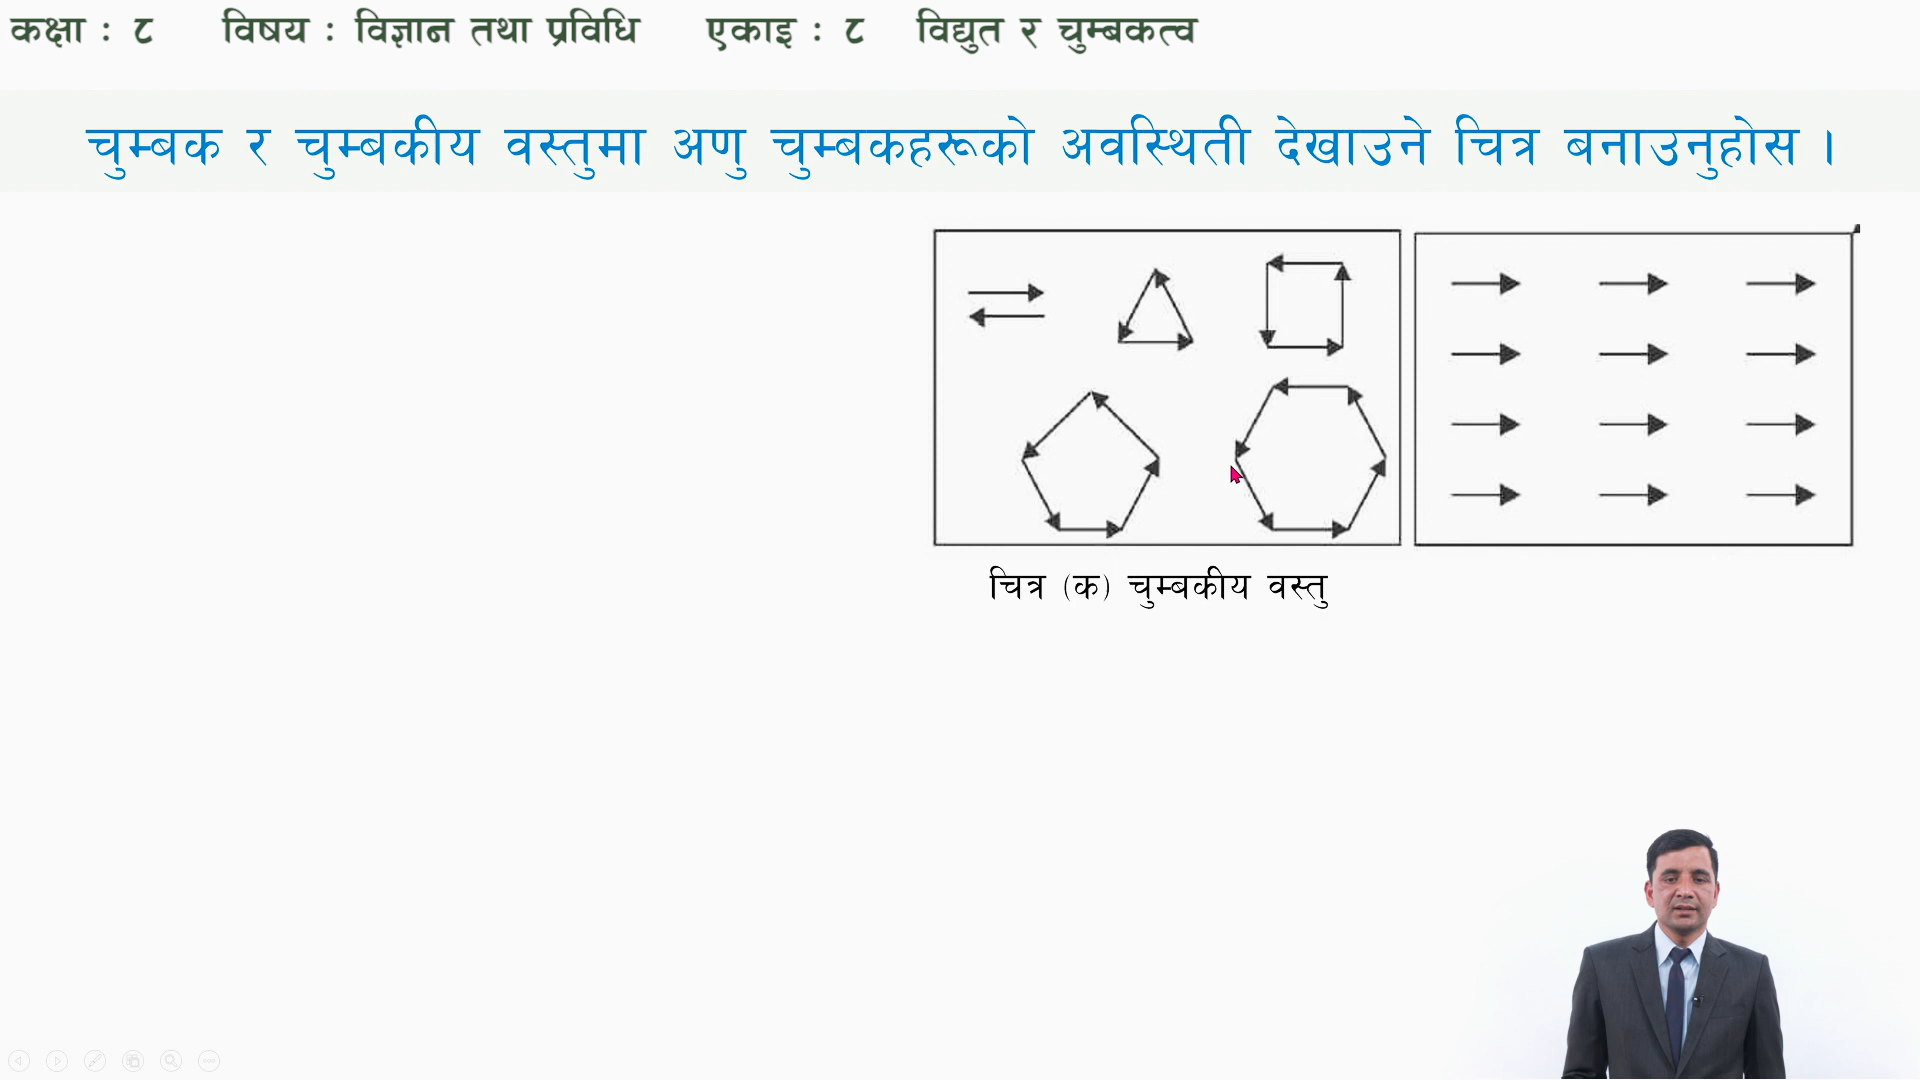 कक्षा : ८ विषय : विज्ञान तथा प्रविधि एकाइ : ८ विद्युत र चुम्बकत्व
चुम्बक र चुम्बकीय वस्तुमा अणु चुम्बकहरूको अवस्थिती देखाउने चित्र बनाउनुहोस ।
चित्र (क) चुम्बकीय वस्तु